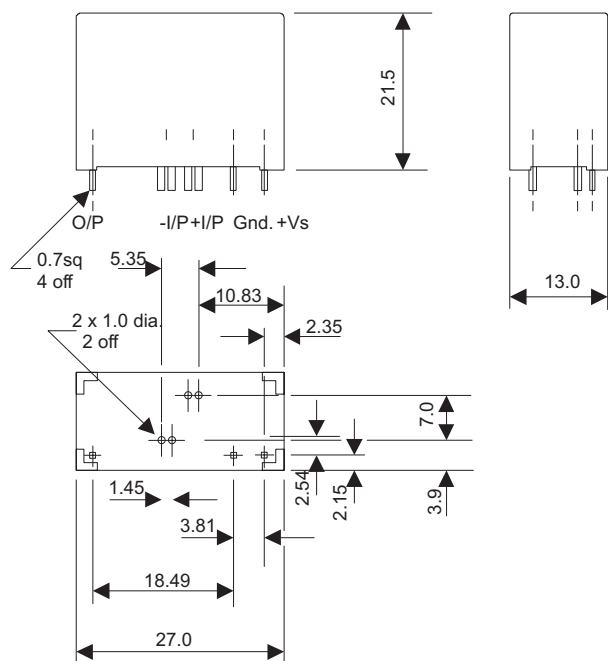 21.5
O/P
-I/P+I/P Gnd. +Vs
0.7sq
4 off
5.35
10.83
13.0
2 x 1.0 dia.
2 off
2.35
7.0
2.54
2.15
3.9
1.45
3.81
18.49
27.0